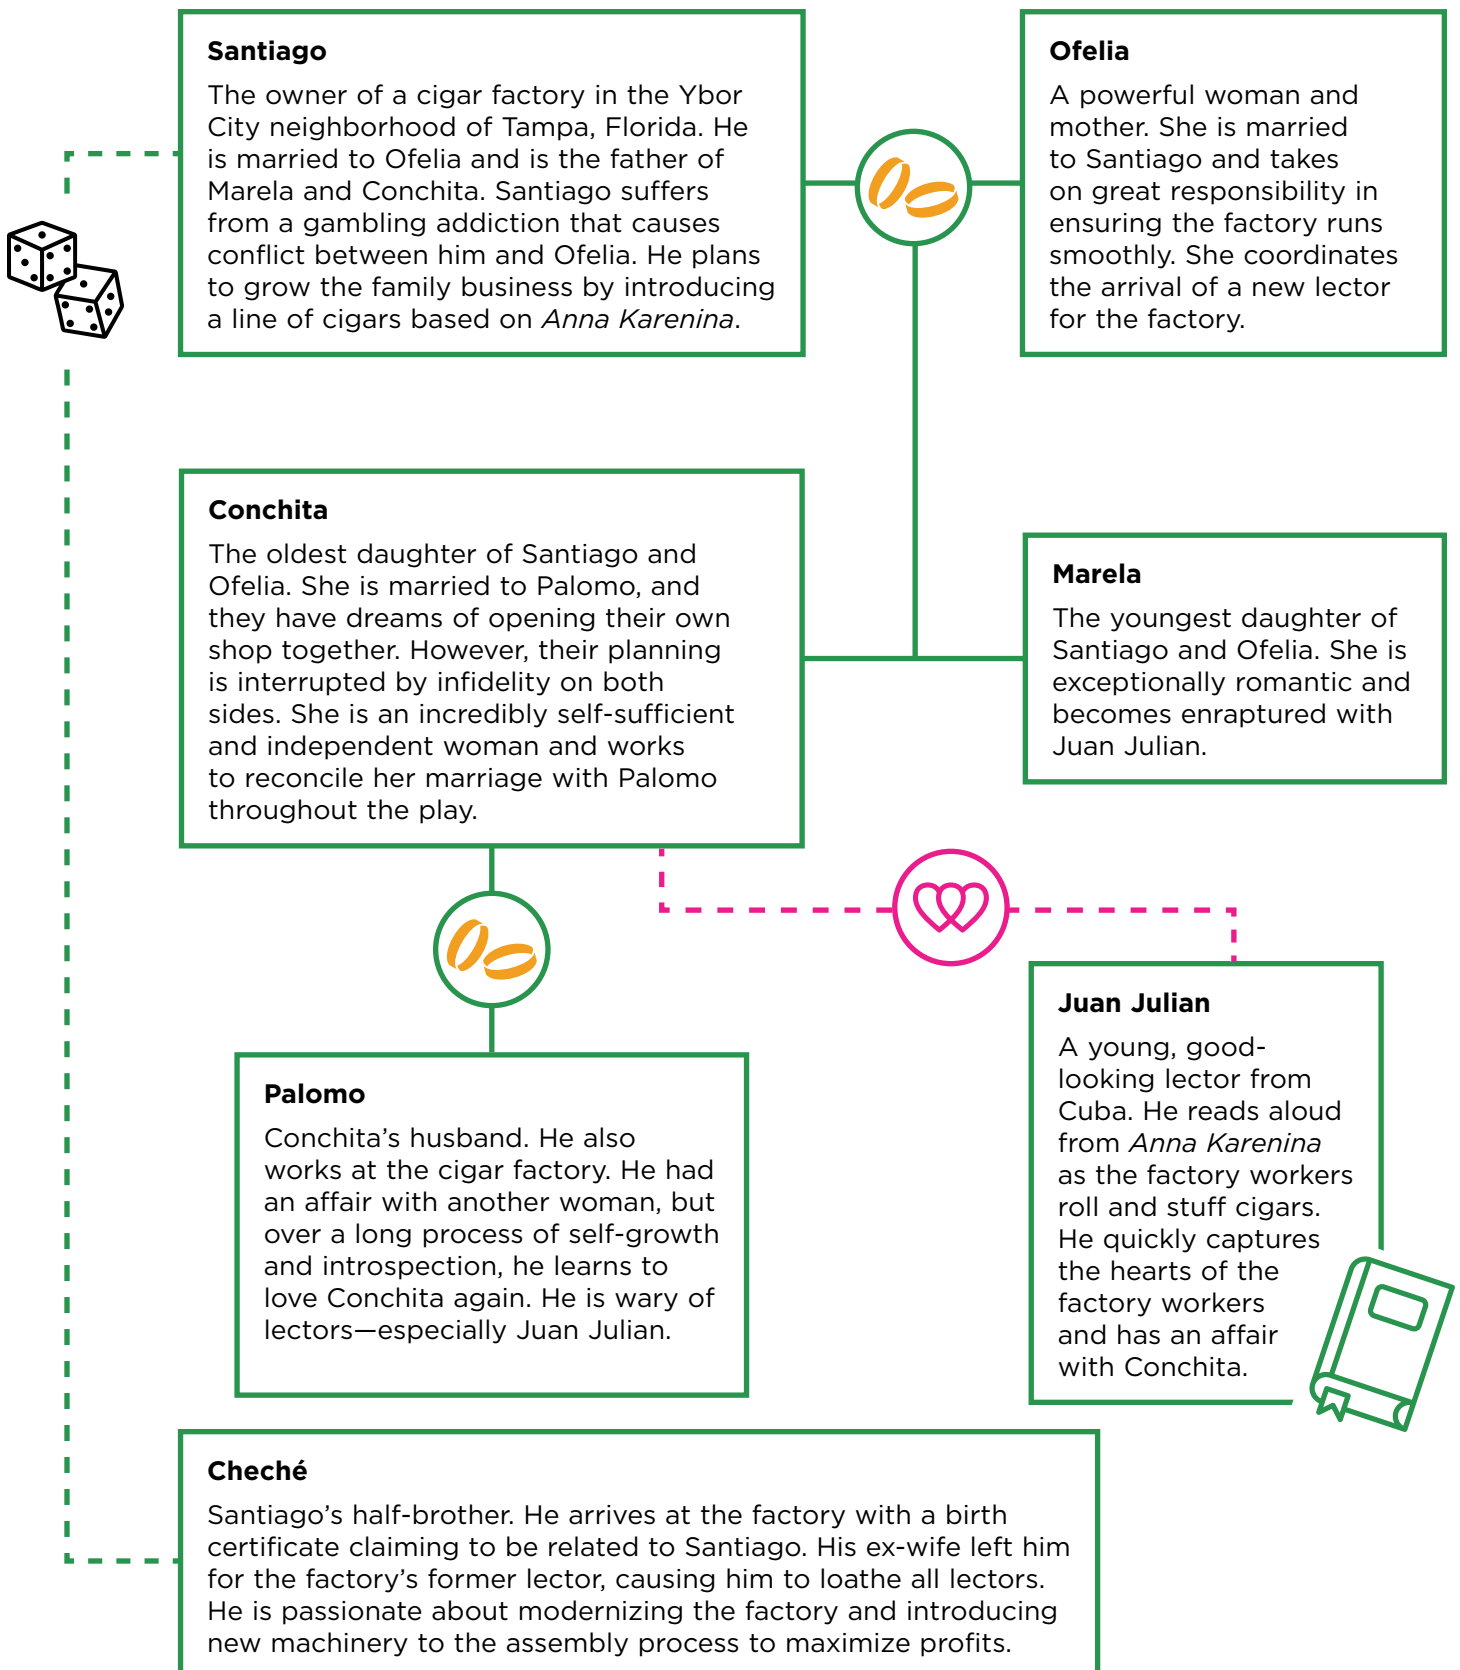 Santiago
The owner of a cigar factory in the Ybor
City neighborhood of Tampa, Florida. He
is married to Ofelia and is the father of
Marela and Conchita. Santiago suffers
from a gambling addiction that causes
conflict between him and Ofelia. He plans
to grow the family business by introducing
a line of cigars based on Anna Karenina.
Ofelia
A powerful woman and
mother. She is married
to Santiago and takes
on great responsibility in
ensuring the factory runs
smoothly. She coordinates
the arrival of a new lector
for the factory.
Conchita
The oldest daughter of Santiago and
Ofelia. She is married to Palomo, and
they have dreams of opening their own
shop together. However, their planning
is interrupted by infidelity on both
sides. She is an incredibly self-sufficient
and independent woman and works
to reconcile her marriage with Palomo
throughout the play.
Marela
The youngest daughter of
Santiago and Ofelia. She is
exceptionally romantic and
becomes enraptured with
Juan Julian.
Palomo
Conchita’s husband. He also
works at the cigar factory. He had
an affair with another woman, but
over a long process of self-growth
and introspection, he learns to
love Conchita again. He is wary of
lectors—especially Juan Julian.
Juan Julian
A young, good-
looking lector from
Cuba. He reads aloud
from Anna Karenina
as the factory workers
roll and stuff cigars.
He quickly captures
the hearts of the
factory workers
and has an affair
with Conchita.
Cheché
Santiago’s half-brother. He arrives at the factory with a birth
certificate claiming to be related to Santiago. His ex-wife left him
for the factory’s former lector, causing him to loathe all lectors.
He is passionate about modernizing the factory and introducing
new machinery to the assembly process to maximize profits.